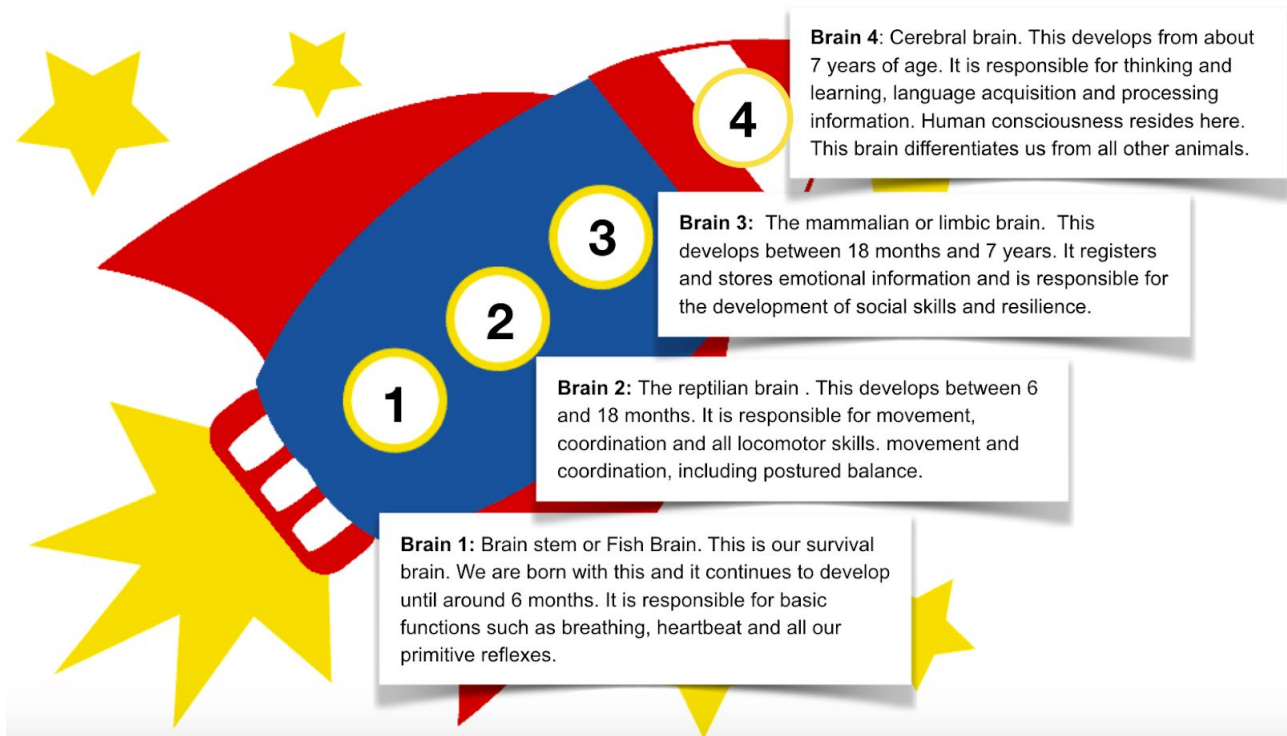 4
Brain 4: Cerebral brain. This develops from about
7 years of age. It is responsible for thinking and
learning, language acquisition and processing
information. Human consciousness resides here.
This brain differentiates us from all other animals.
3
Brain 3:  The mammalian or limbic brain.  This
develops between 18 months and 7 years. It registers
and stores emotional information and is responsible for
the development of social skills and resilience.
2
Brain 2: The reptilian brain . This develops between 6
and 18 months. It is responsible for movement,
coordination and all locomotor skills. movement and
coordination, including postured balance.
1
Brain 1: Brain stem or Fish Brain. This is our survival
brain. We are born with this and it continues to develop
until around 6 months. It is responsible for basic
functions such as breathing, heartbeat and all our
primitive reflexes.